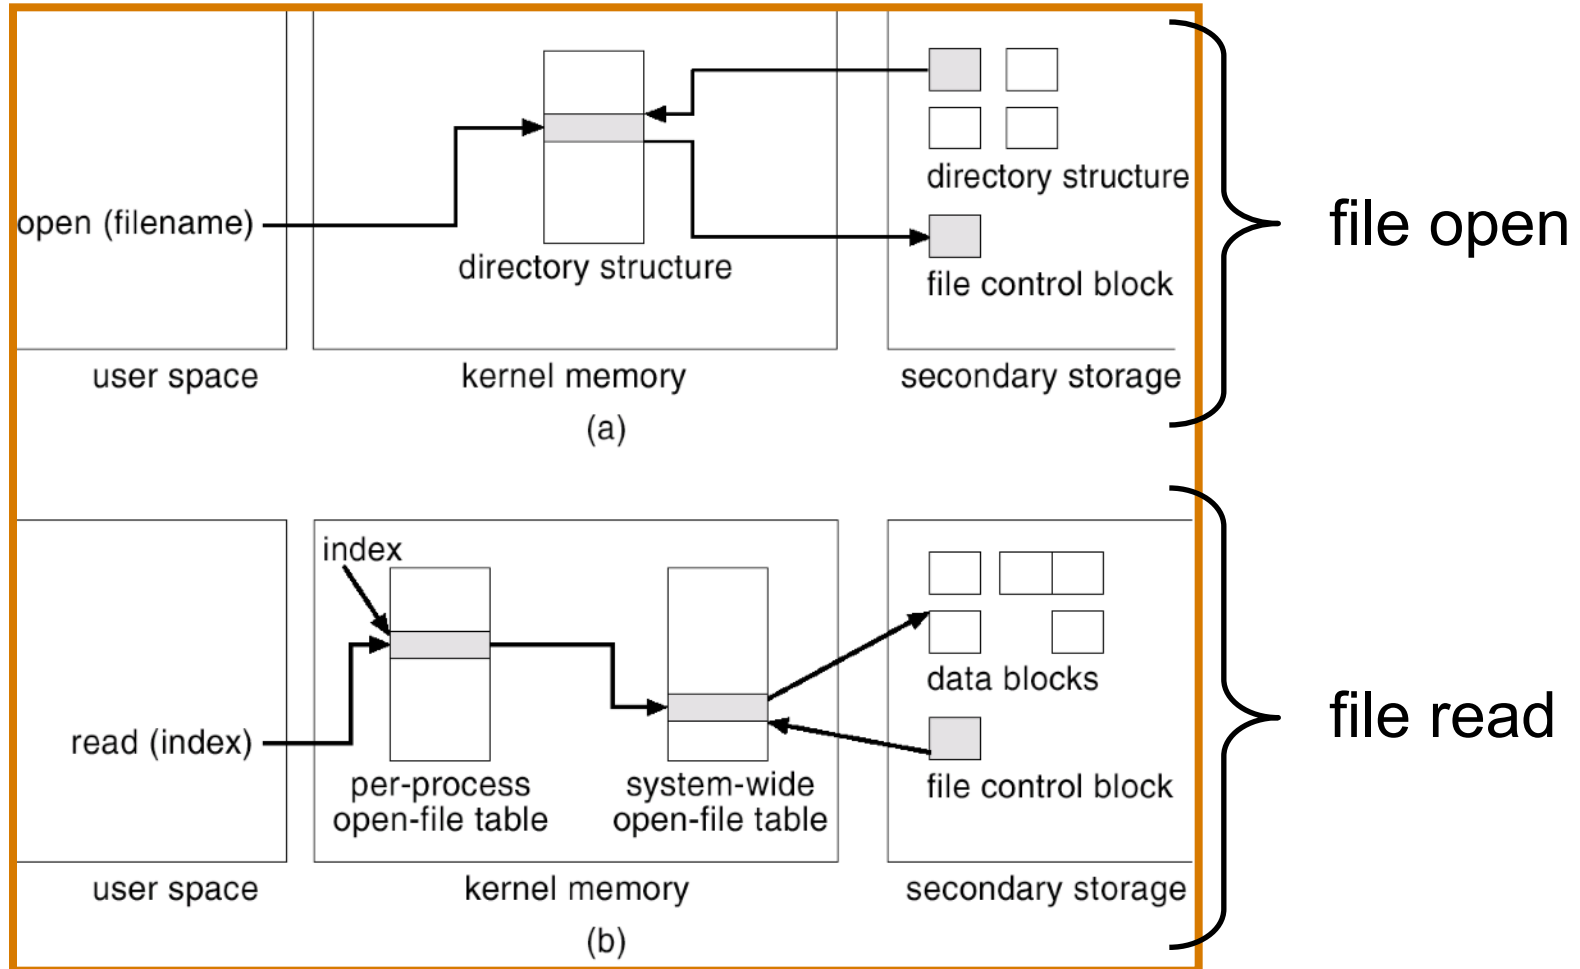 open (filename)
directory structure
directory structure
file control block
user space
kernel memory
secondary storage
(a)
file open
index
read (index)
per-process
open-file table
system-wide
open-file table
data blocks
file control block
user space
kernel memory
secondary storage
(b)
file read